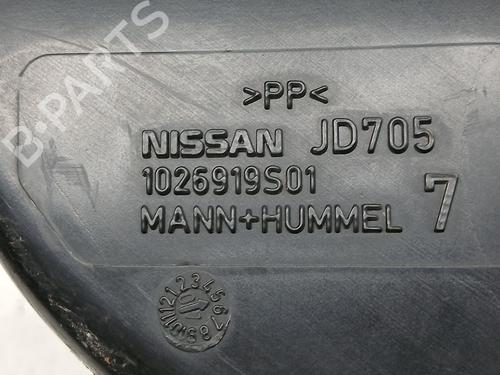 >PP<
NISSAN JD705
1026919S01
MANN+HUMMEL 7
B-PARTS